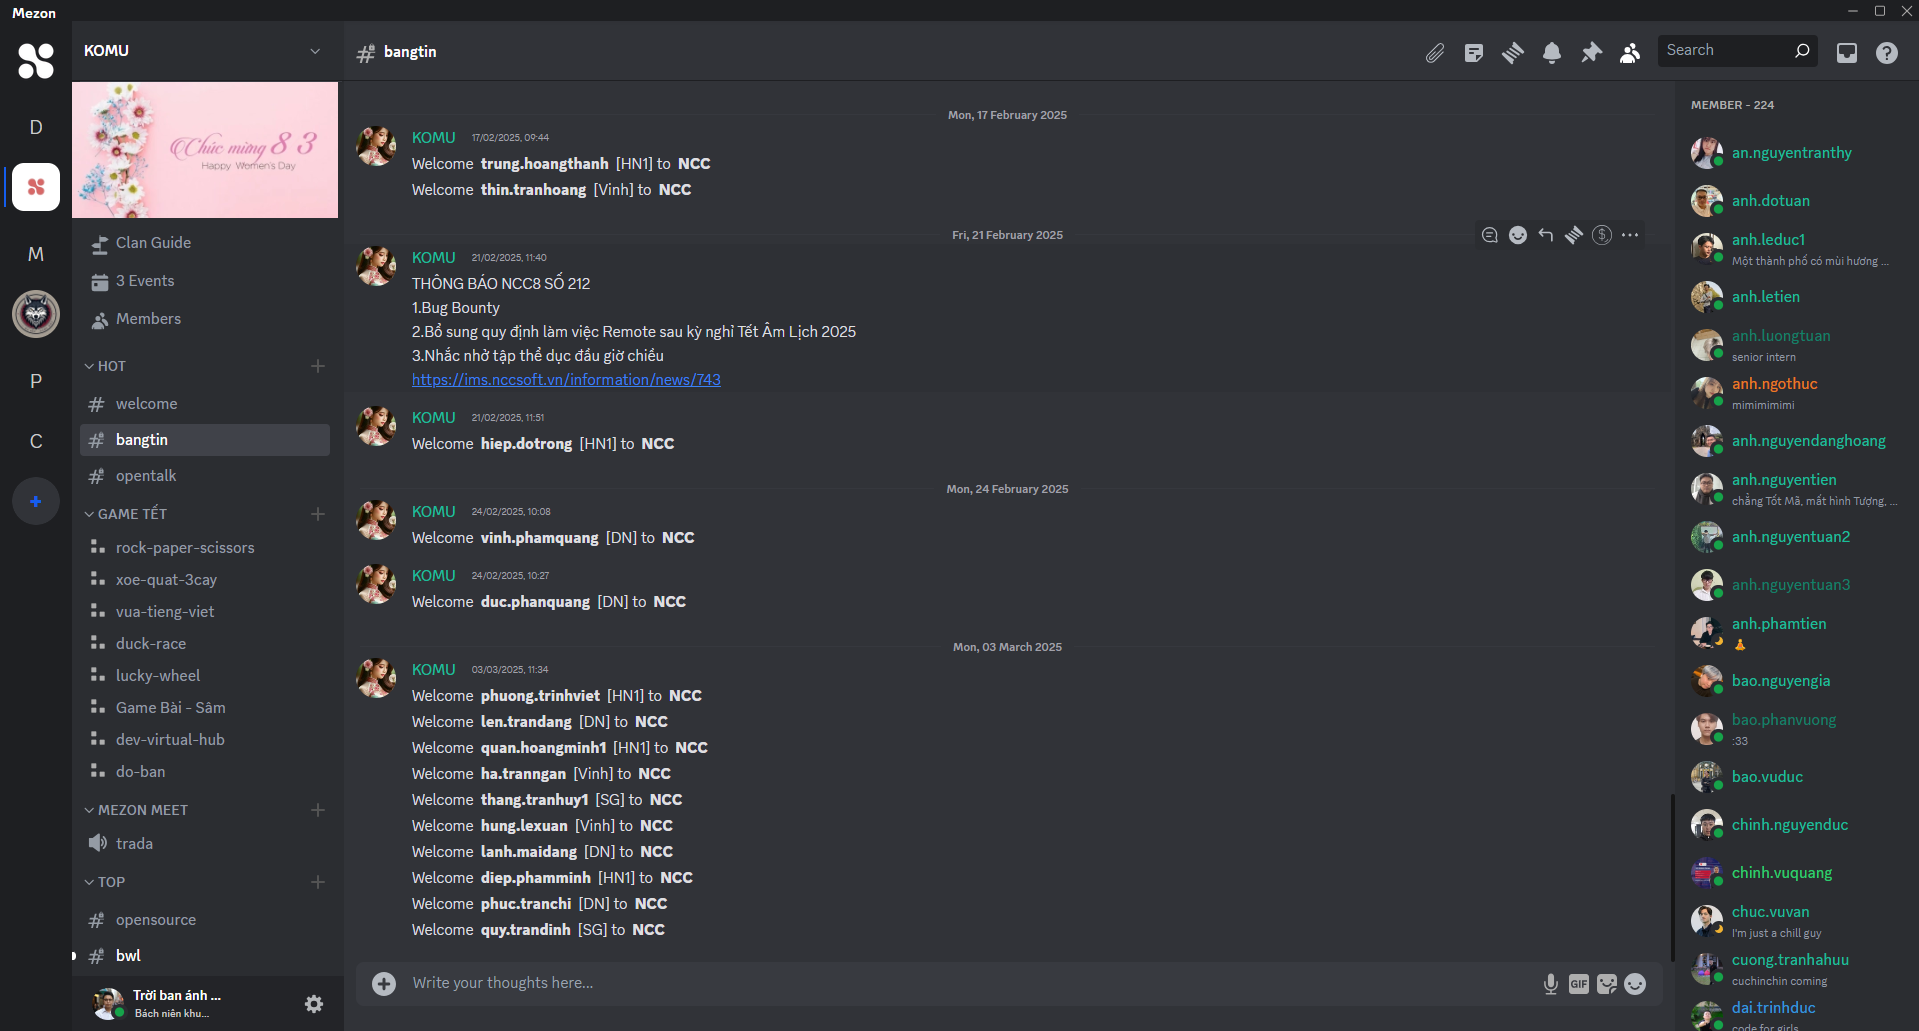 Mezon
D
M
P
C
+
KOMU
Chúc mừng 8 3
Happy Women's Day
Clan Guide
3 Events
Members
HOT
welcome
bangtin
opentalk
GAME TẾT
rock-paper-scissors
xoe-quat-3cay
vua-tieng-viet
duck-race
lucky-wheel
Game Bài - Sâm
dev-virtual-hub
do-ban
MEZON MEET
trada
TOP
opensource
bwl
Trời ban ánh ...
Bách niên khu...
bangtin
Search
Mon, 17 February 2025
KOMU 17/02/2025, 09:44
Welcome trung.hoangthanh [HN1] to NCC
Welcome thin.tranhoang [Vinh] to NCC
Fri, 21 February 2025
KOMU 21/02/2025, 11:40
THÔNG BÁO NCC8 SỐ 212
1.Bug Bounty
2.Bổ sung quy định làm việc Remote sau kỳ nghỉ Tết Âm Lịch 2025
3.Nhắc nhở tập thể dục đầu giờ chiều
https://ims.nccsoft.vn/information/news/743
KOMU 21/02/2025, 11:51
Welcome hiep.dotrong [HN1] to NCC
Mon, 24 February 2025
KOMU 24/02/2025, 10:08
Welcome vinh.phamquang [DN] to NCC
KOMU 24/02/2025, 10:27
Welcome duc.phanquang [DN] to NCC
Mon, 03 March 2025
KOMU 03/03/2025, 11:34
Welcome phuong.trinhviet [HN1] to NCC
Welcome len.trandang [DN] to NCC
Welcome quan.hoangminh1 [HN1] to NCC
Welcome ha.tranngan [Vinh] to NCC
Welcome thang.tranhuy1 [SG] to NCC
Welcome hung.lexuan [Vinh] to NCC
Welcome lanh.maidang [DN] to NCC
Welcome diep.phamminh [HN1] to NCC
Welcome phuc.tranchi [DN] to NCC
Welcome quy.trandinh [SG] to NCC
Write your thoughts here...
GIF
MEMBER - 224
an.nguyentranthy
anh.dotuan
anh.leduc1
Một thành phố có mùi hương ...
anh.letien
anh.luongtuan
senior intern
anh.ngothuc
mimimimimi
anh.nguyendanghoang
anh.nguyentien
chẳng Tốt Mã, mất hình Tượng, ...
anh.nguyentuan2
anh.nguyentuan3
anh.phamtien
bao.nguyengia
bao.phanvuong
:33
bao.vuduc
chinh.nguyenduc
chinh.vuquang
chuc.vuvan
I'm just a chill guy
cuong.tranhahuu
cuchinchin coming
dai.trinhduc
code for girls